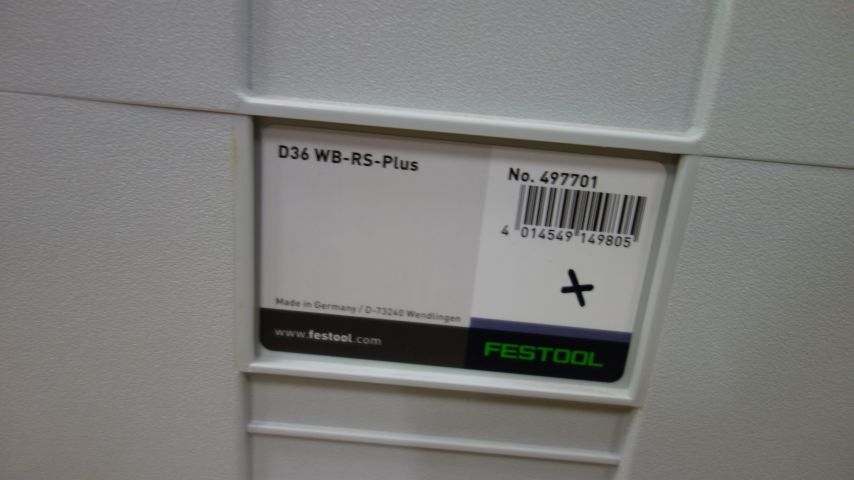 D36 WB-RS-Plus
No. 497701
4 014549 149805
Made in Germany / D-73240 Wendlingen
www.festool.com
FESTOOL